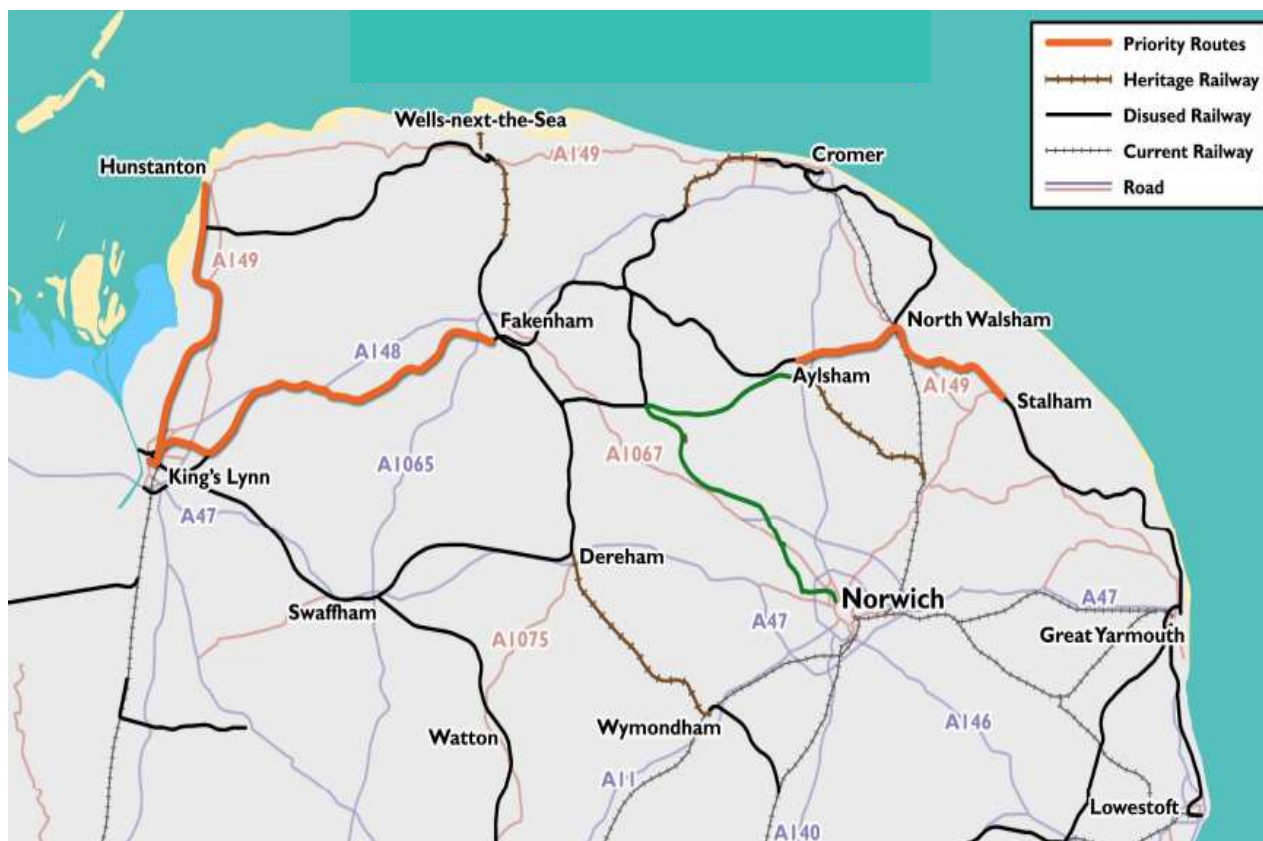 Priority Routes
Heritage Railway
Disused Railway
Current Railway
Road
Wells-next-the-Sea
A149
Cromer
Hunstanton
A149
Fakenham
North Walsham
A148
Aylsham
A149
Stalham
King's Lynn
A1065
A1067
A47
Dereham
Swaffham
Norwich
A47
A47
A1075
Great Yarmouth
Watton
Wymondham
A146
A11
Lowestoft
A140